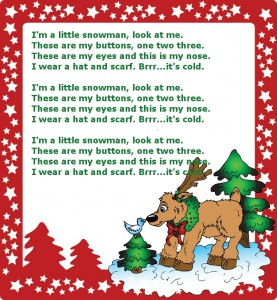 I'm a little snowman, look at me.
These are my buttons, one two three.
These are my eyes and this is my nose.
I wear a hat and scarf. Brrr...it's cold.
I'm a little snowman, look at me.
These are my buttons, one two three.
These are my eyes and this is my nose.
I wear a hat and scarf. Brrr...it's cold.
I'm a little snowman, look at me.
These are my buttons, one two three.
These are my eyes and this is my nose.
I wear a hat and scarf. Brrr...it's cold.